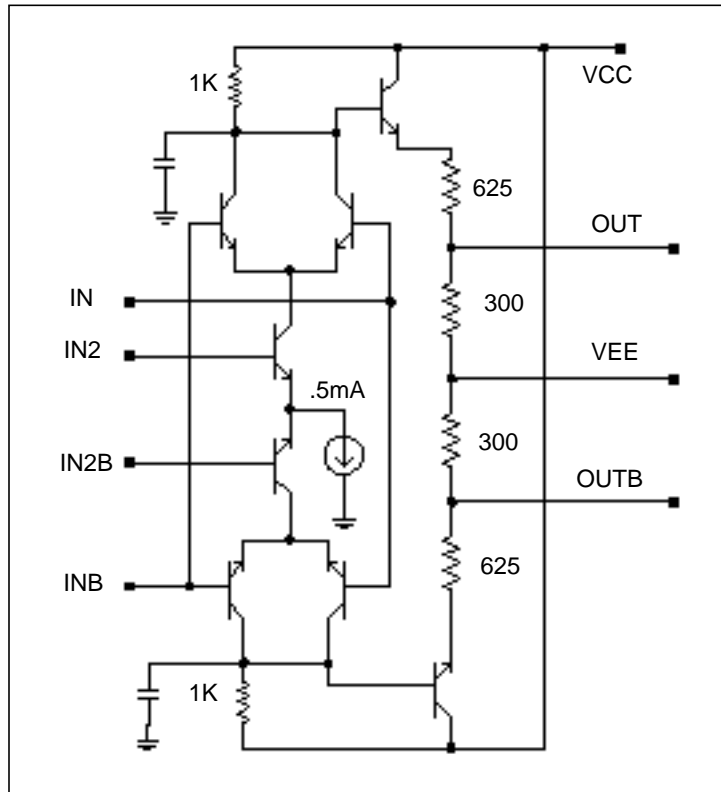 1K
VCC
625
OUT
IN
300
IN2
VEE
.5mA
300
IN2B
OUTB
INB
625
1K